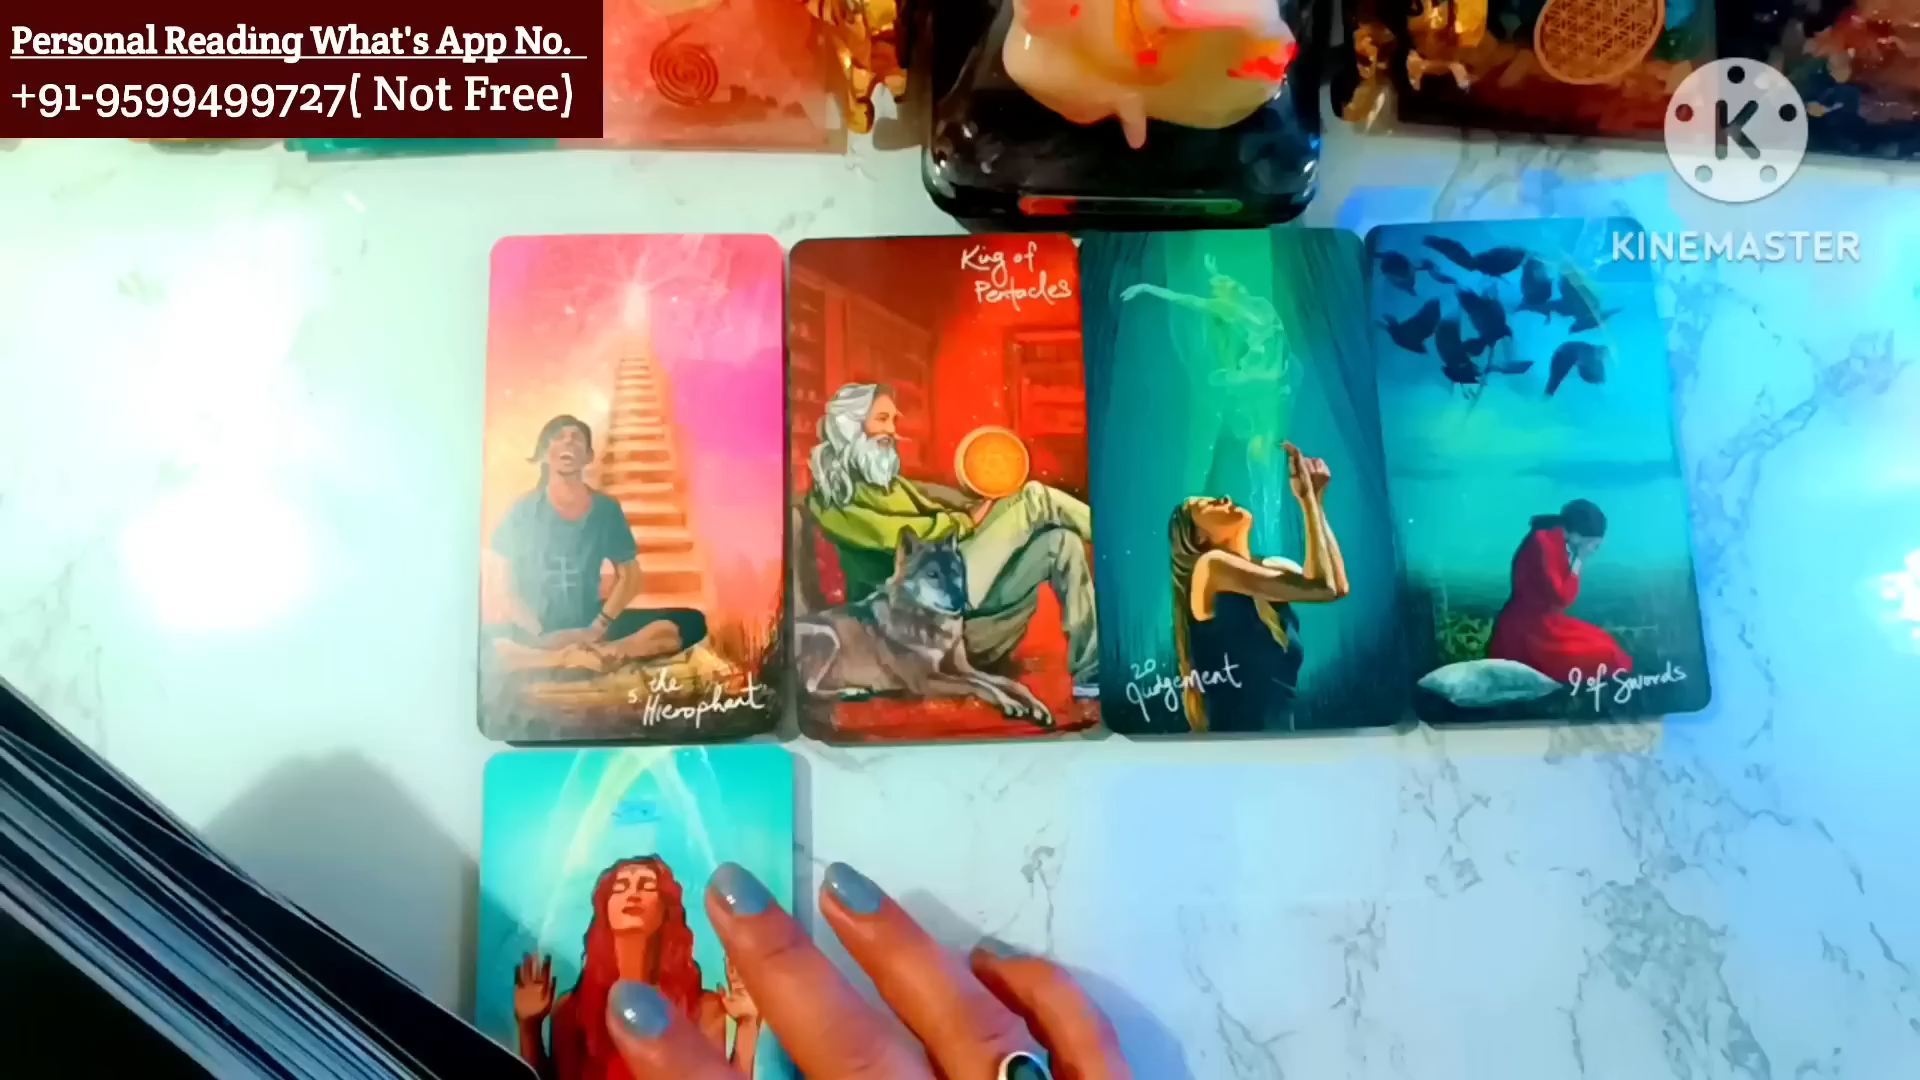 Personal Reading What's App No.
+91-9599499727( Not Free)
K
KINEMASTER
King of
Pentacles
5. the
Hierophant
20.
Judgement
9 of Swords